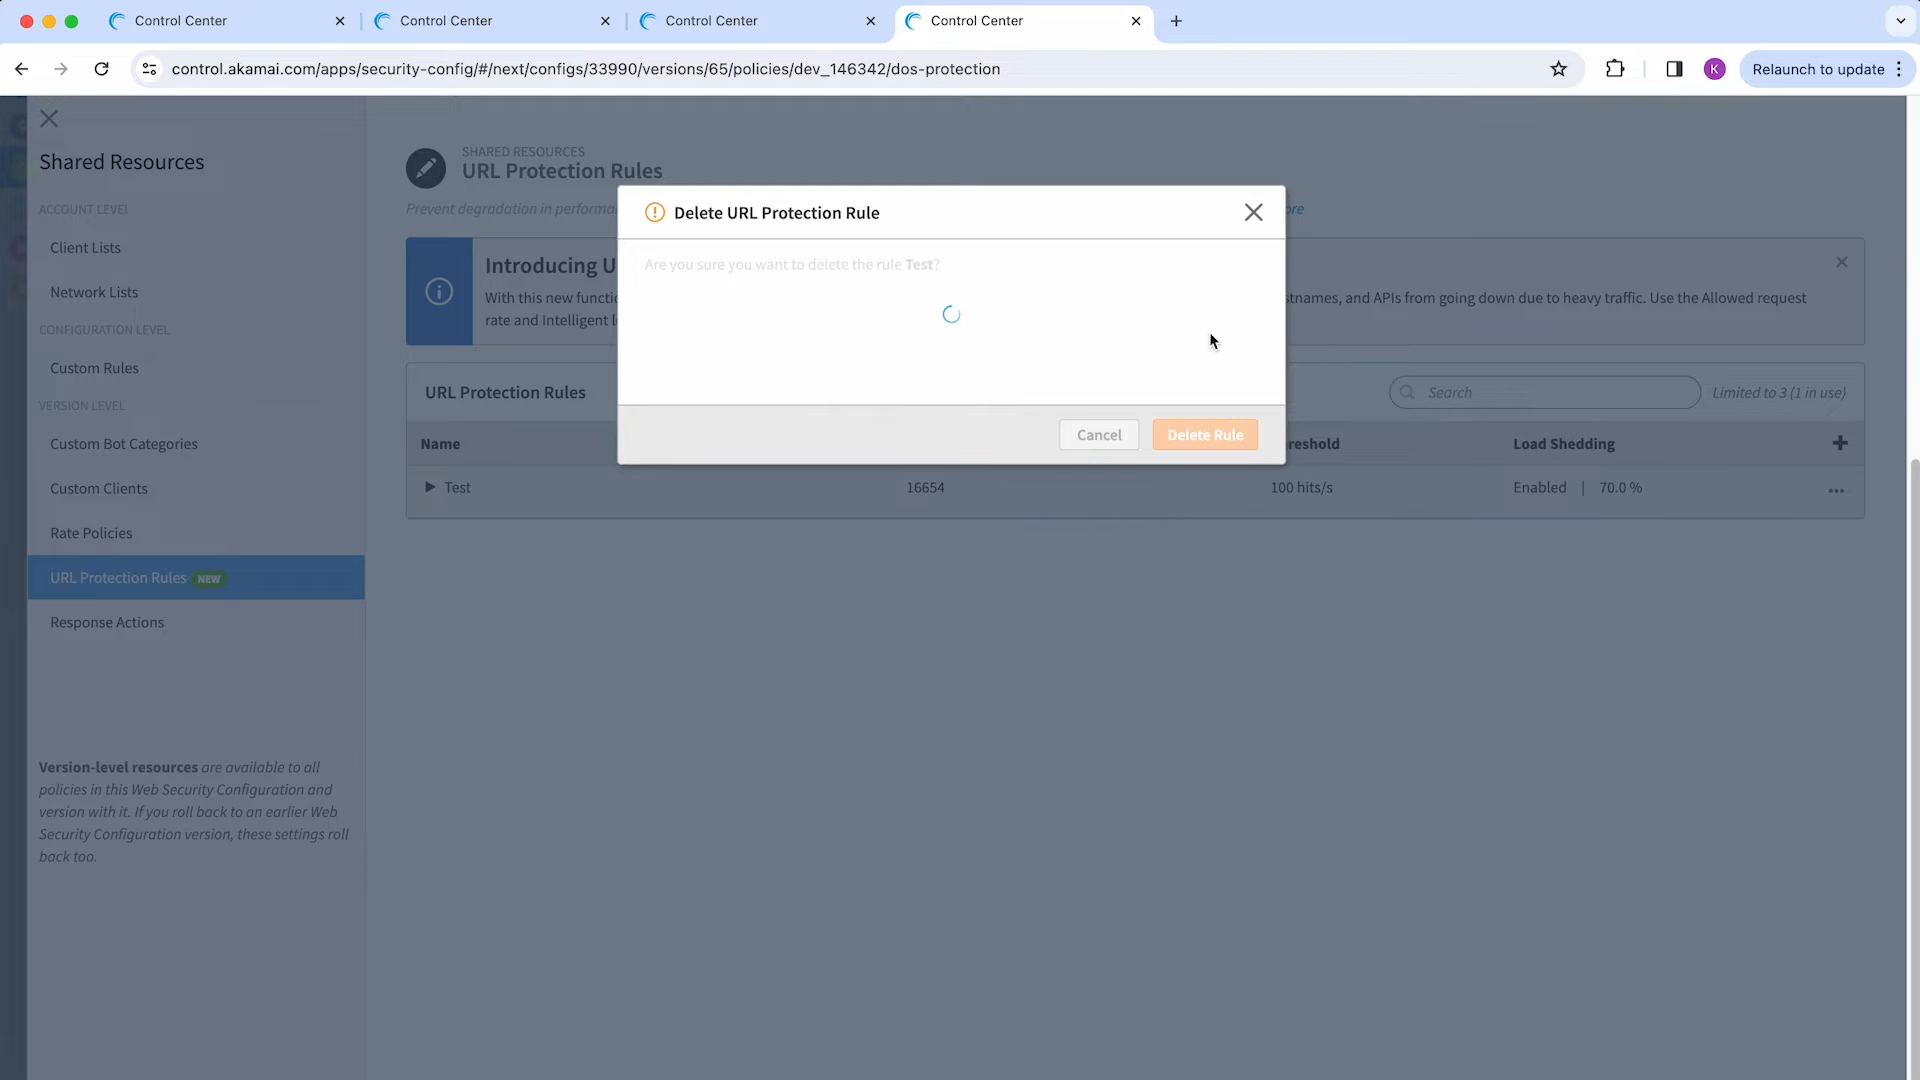 Control Center
Control Center
Control Center
Control Center
control.akamai.com/apps/security-config/#/next/configs/33990/versions/65/policies/dev_146342/dos-protection
K
Relaunch to update
Shared Resources
ACCOUNT LEVEL
Client Lists
Network Lists
CONFIGURATION LEVEL
Custom Rules
VERSION LEVEL
Custom Bot Categories
Custom Clients
Rate Policies
URL Protection Rules NEW
Response Actions
Version-level resources are available to all
policies in this Web Security Configuration and
version with it. If you roll back to an earlier Web
Security Configuration version, these settings roll
back too.
SHARED RESOURCES
URL Protection Rules
Prevent degradation in performa
ore
Introducing U
With this new functio
stnames, and APIs from going down due to heavy traffic. Use the Allowed request
rate and Intelligent l
URL Protection Rules
Search
Limited to 3 (1 in use)
Name
reshold
Load Shedding
Test
16654
100 hits/s
Enabled | 70.0 %
Delete URL Protection Rule
Are you sure you want to delete the rule Test?
Cancel
Delete Rule